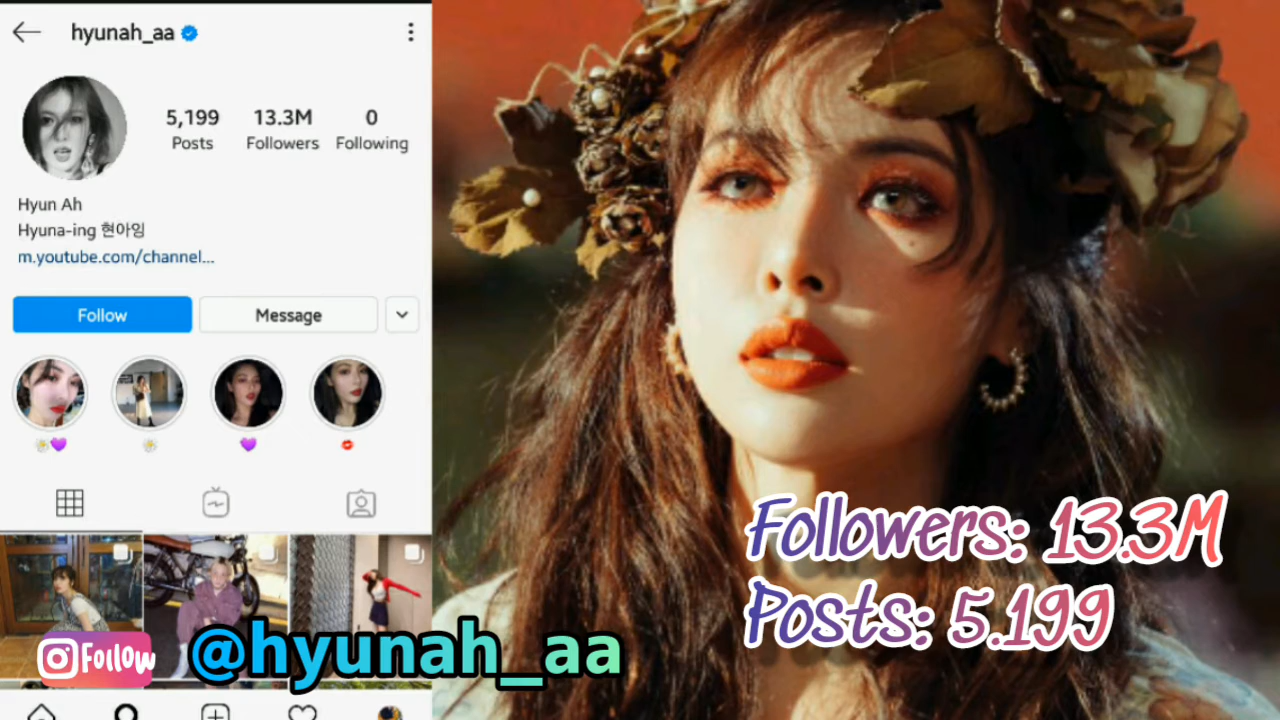 hyunah_aa
5,199 13.3M 0
Posts Followers Following
Hyun Ah
Hyuna-ing 현아잉
m.youtube.com/channel...
Follow Message
Followers: 13.3M
Posts: 5.199
Follow @hyunah_aa